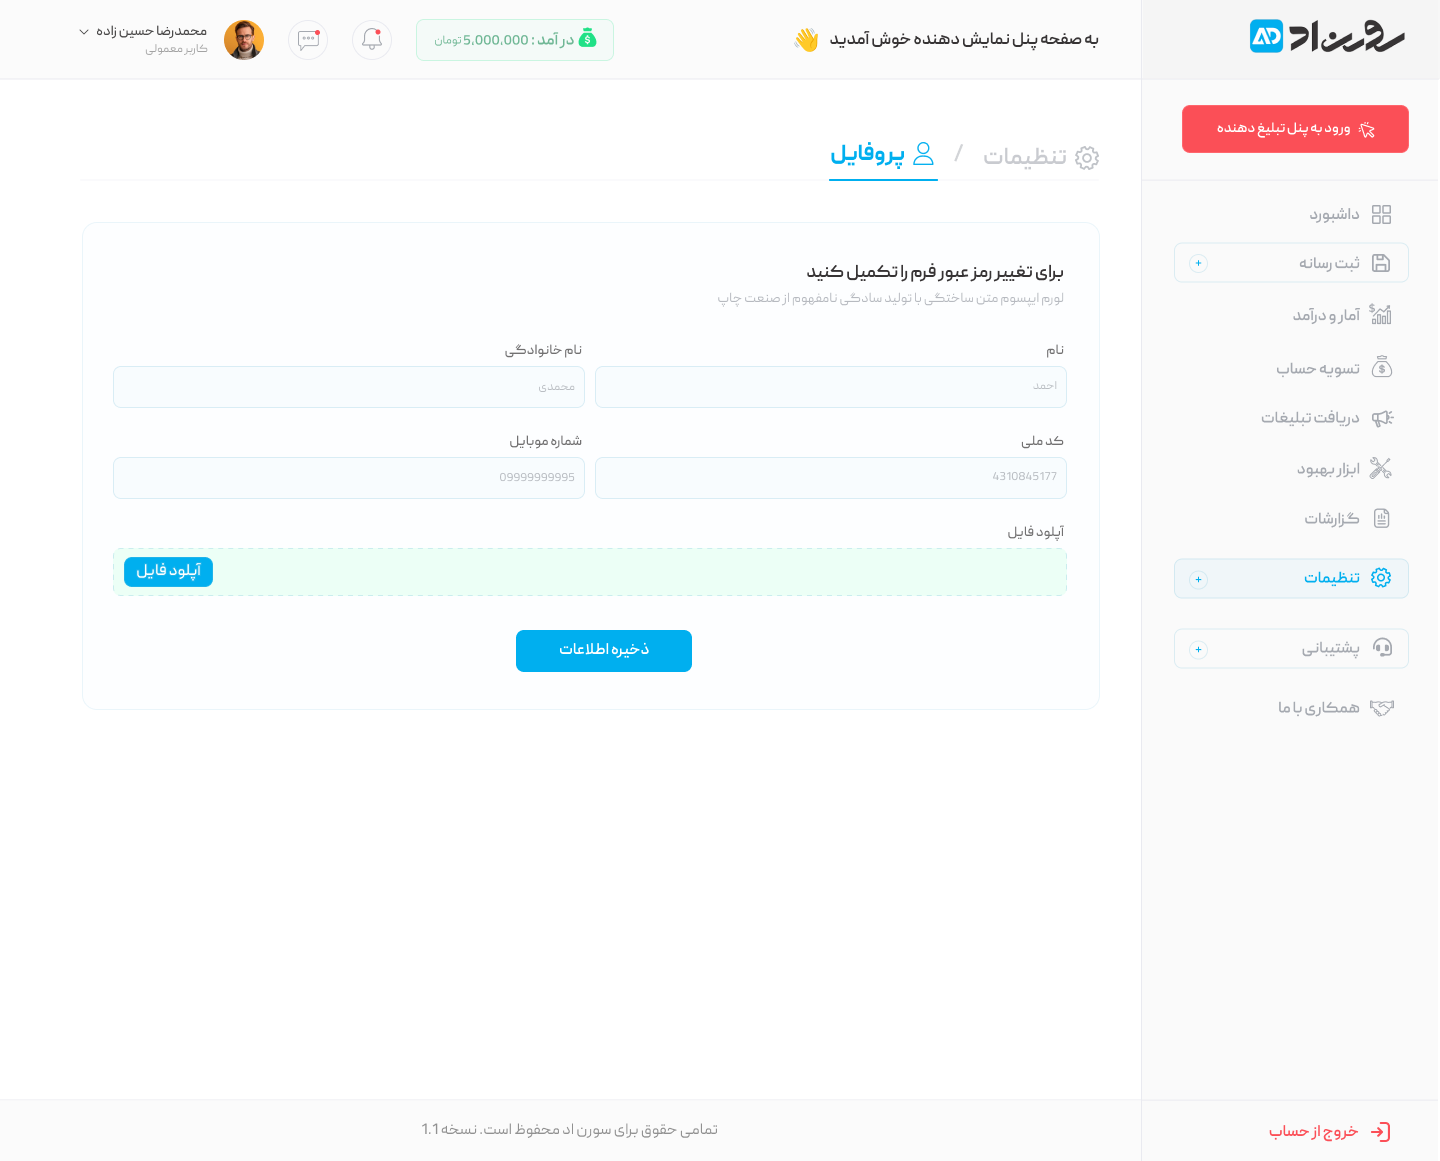 سورن اد AD
به صفحه پنل نمایش دهنده خوش آمدید
در آمد : 5,000,000 تومان
محمدرضا حسین زاده
کاربر معمولی
ورود به پنل تبلیغ دهنده
داشبورد
ثبت رسانه
+
آمار و درآمد
تسویه حساب
دریافت تبلیغات
ابزار بهبود
گزارشات
تنظیمات
+
پشتیبانی
+
همکاری با ما
خروج از حساب
تنظیمات / پروفایل
برای تغییر رمز عبور فرم را تکمیل کنید
لورم ایپسوم متن ساختگی با تولید سادگی نامفهوم از صنعت چاپ
نام
احمد
نام خانوادگی
محمدی
کد ملی
4310845177
شماره موبایل
09999999995
آپلود فایل
آپلود فایل
ذخیره اطلاعات
تمامی حقوق برای سورن اد محفوظ است. نسخه 1.1